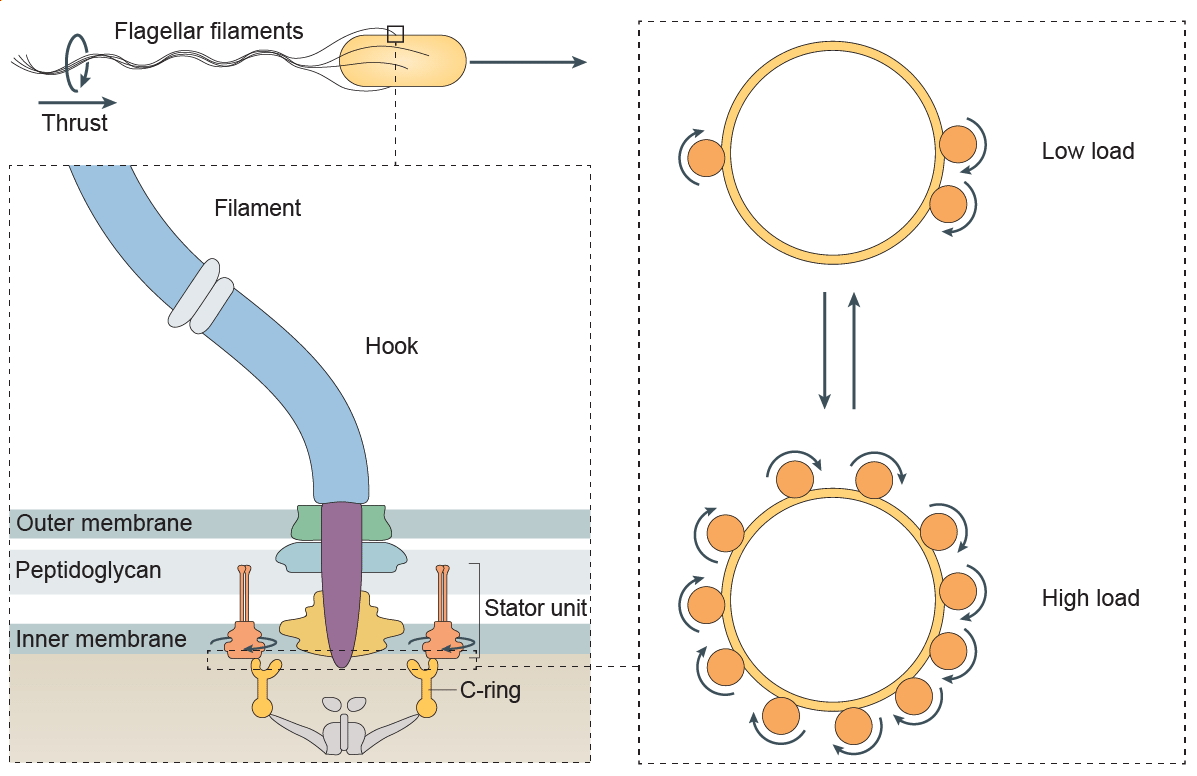 Flagellar filaments
Thrust
Filament
Hook
Outer membrane
Peptidoglycan
Stator unit
Inner membrane
C-ring
Low load
High load